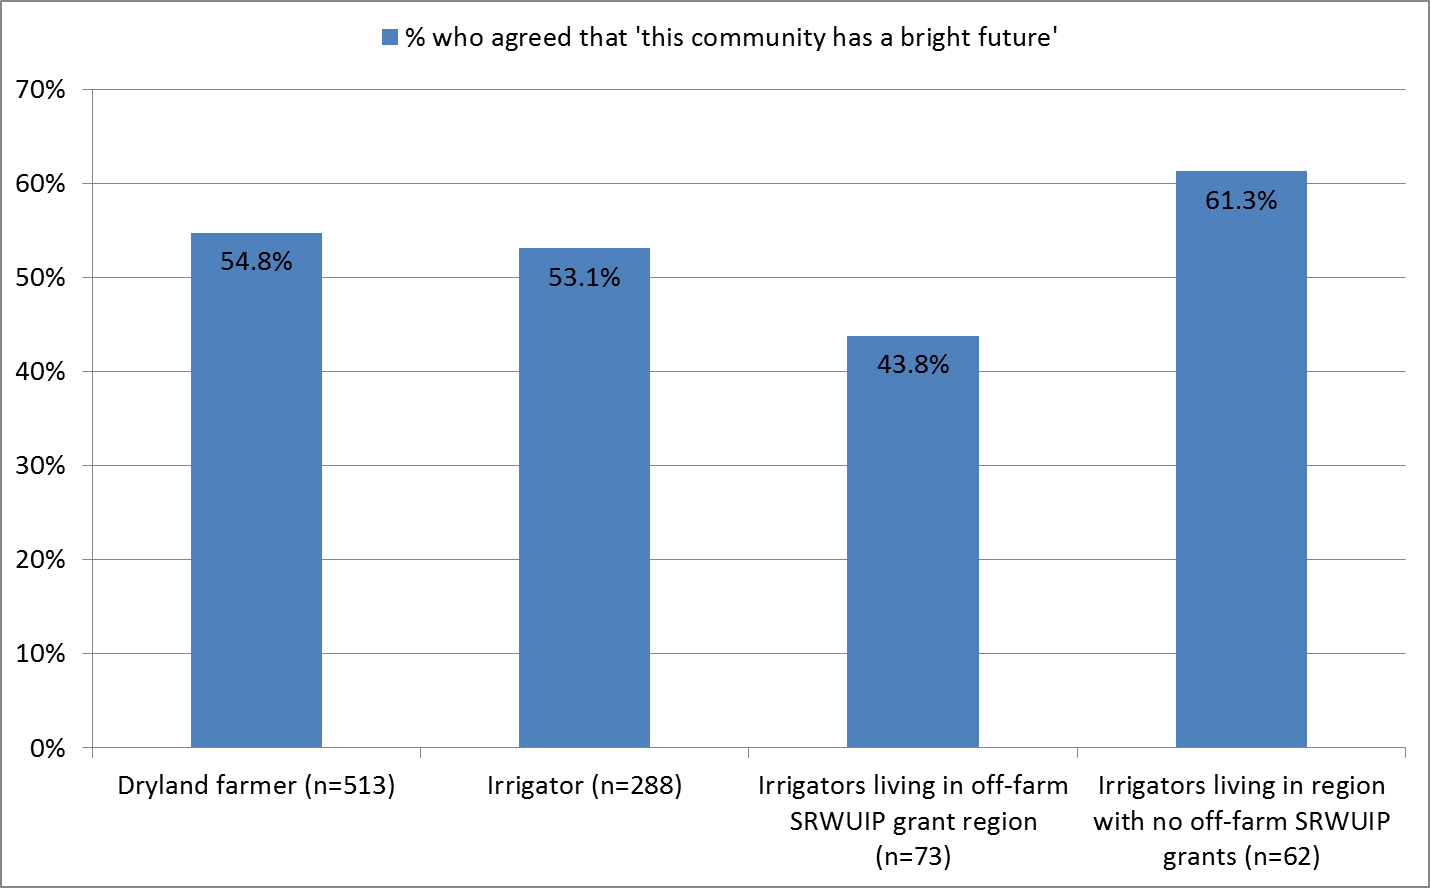 % who agreed that 'this community has a bright future'
70%
60%
50%
40%
30%
20%
10%
0%
54.8%
53.1%
43.8%
61.3%
Dryland farmer (n=513)
Irrigator (n=288)
Irrigators living in off-farm
SRWUIP grant region
(n=73)
Irrigators living in region
with no off-farm SRWUIP
grants (n=62)